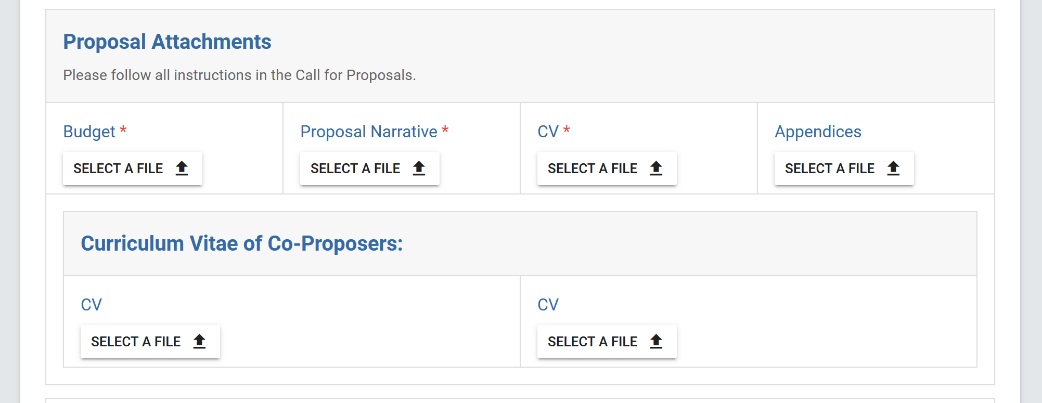 Proposal Attachments
Please follow all instructions in the Call for Proposals.
Budget *
Proposal Narrative *
CV *
Appendices
SELECT A FILE
SELECT A FILE
SELECT A FILE
SELECT A FILE
Curriculum Vitae of Co-Proposers:
CV
CV
SELECT A FILE
SELECT A FILE